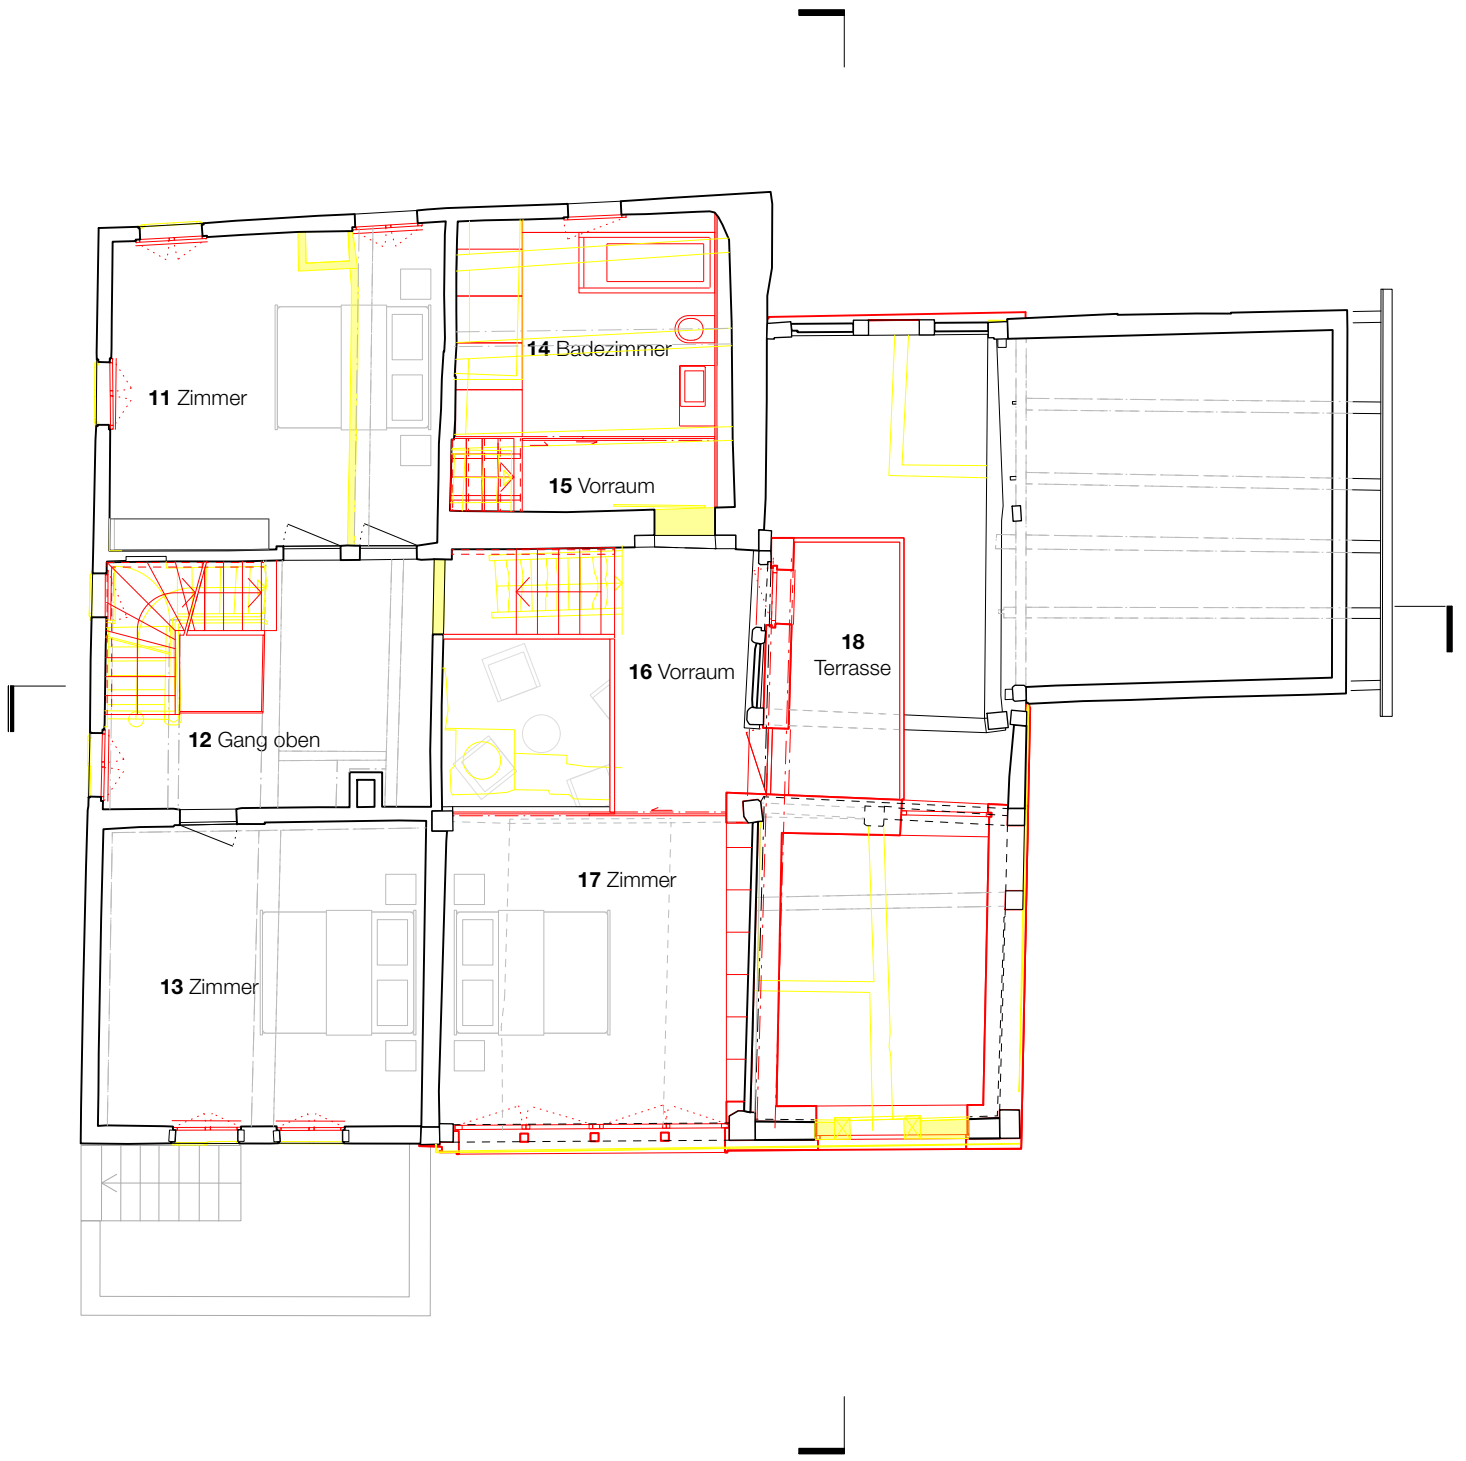 11 Zimmer
14 Badezimmer
15 Vorraum
16 Vorraum
18
Terrasse
12 Gang oben
17 Zimmer
13 Zimmer